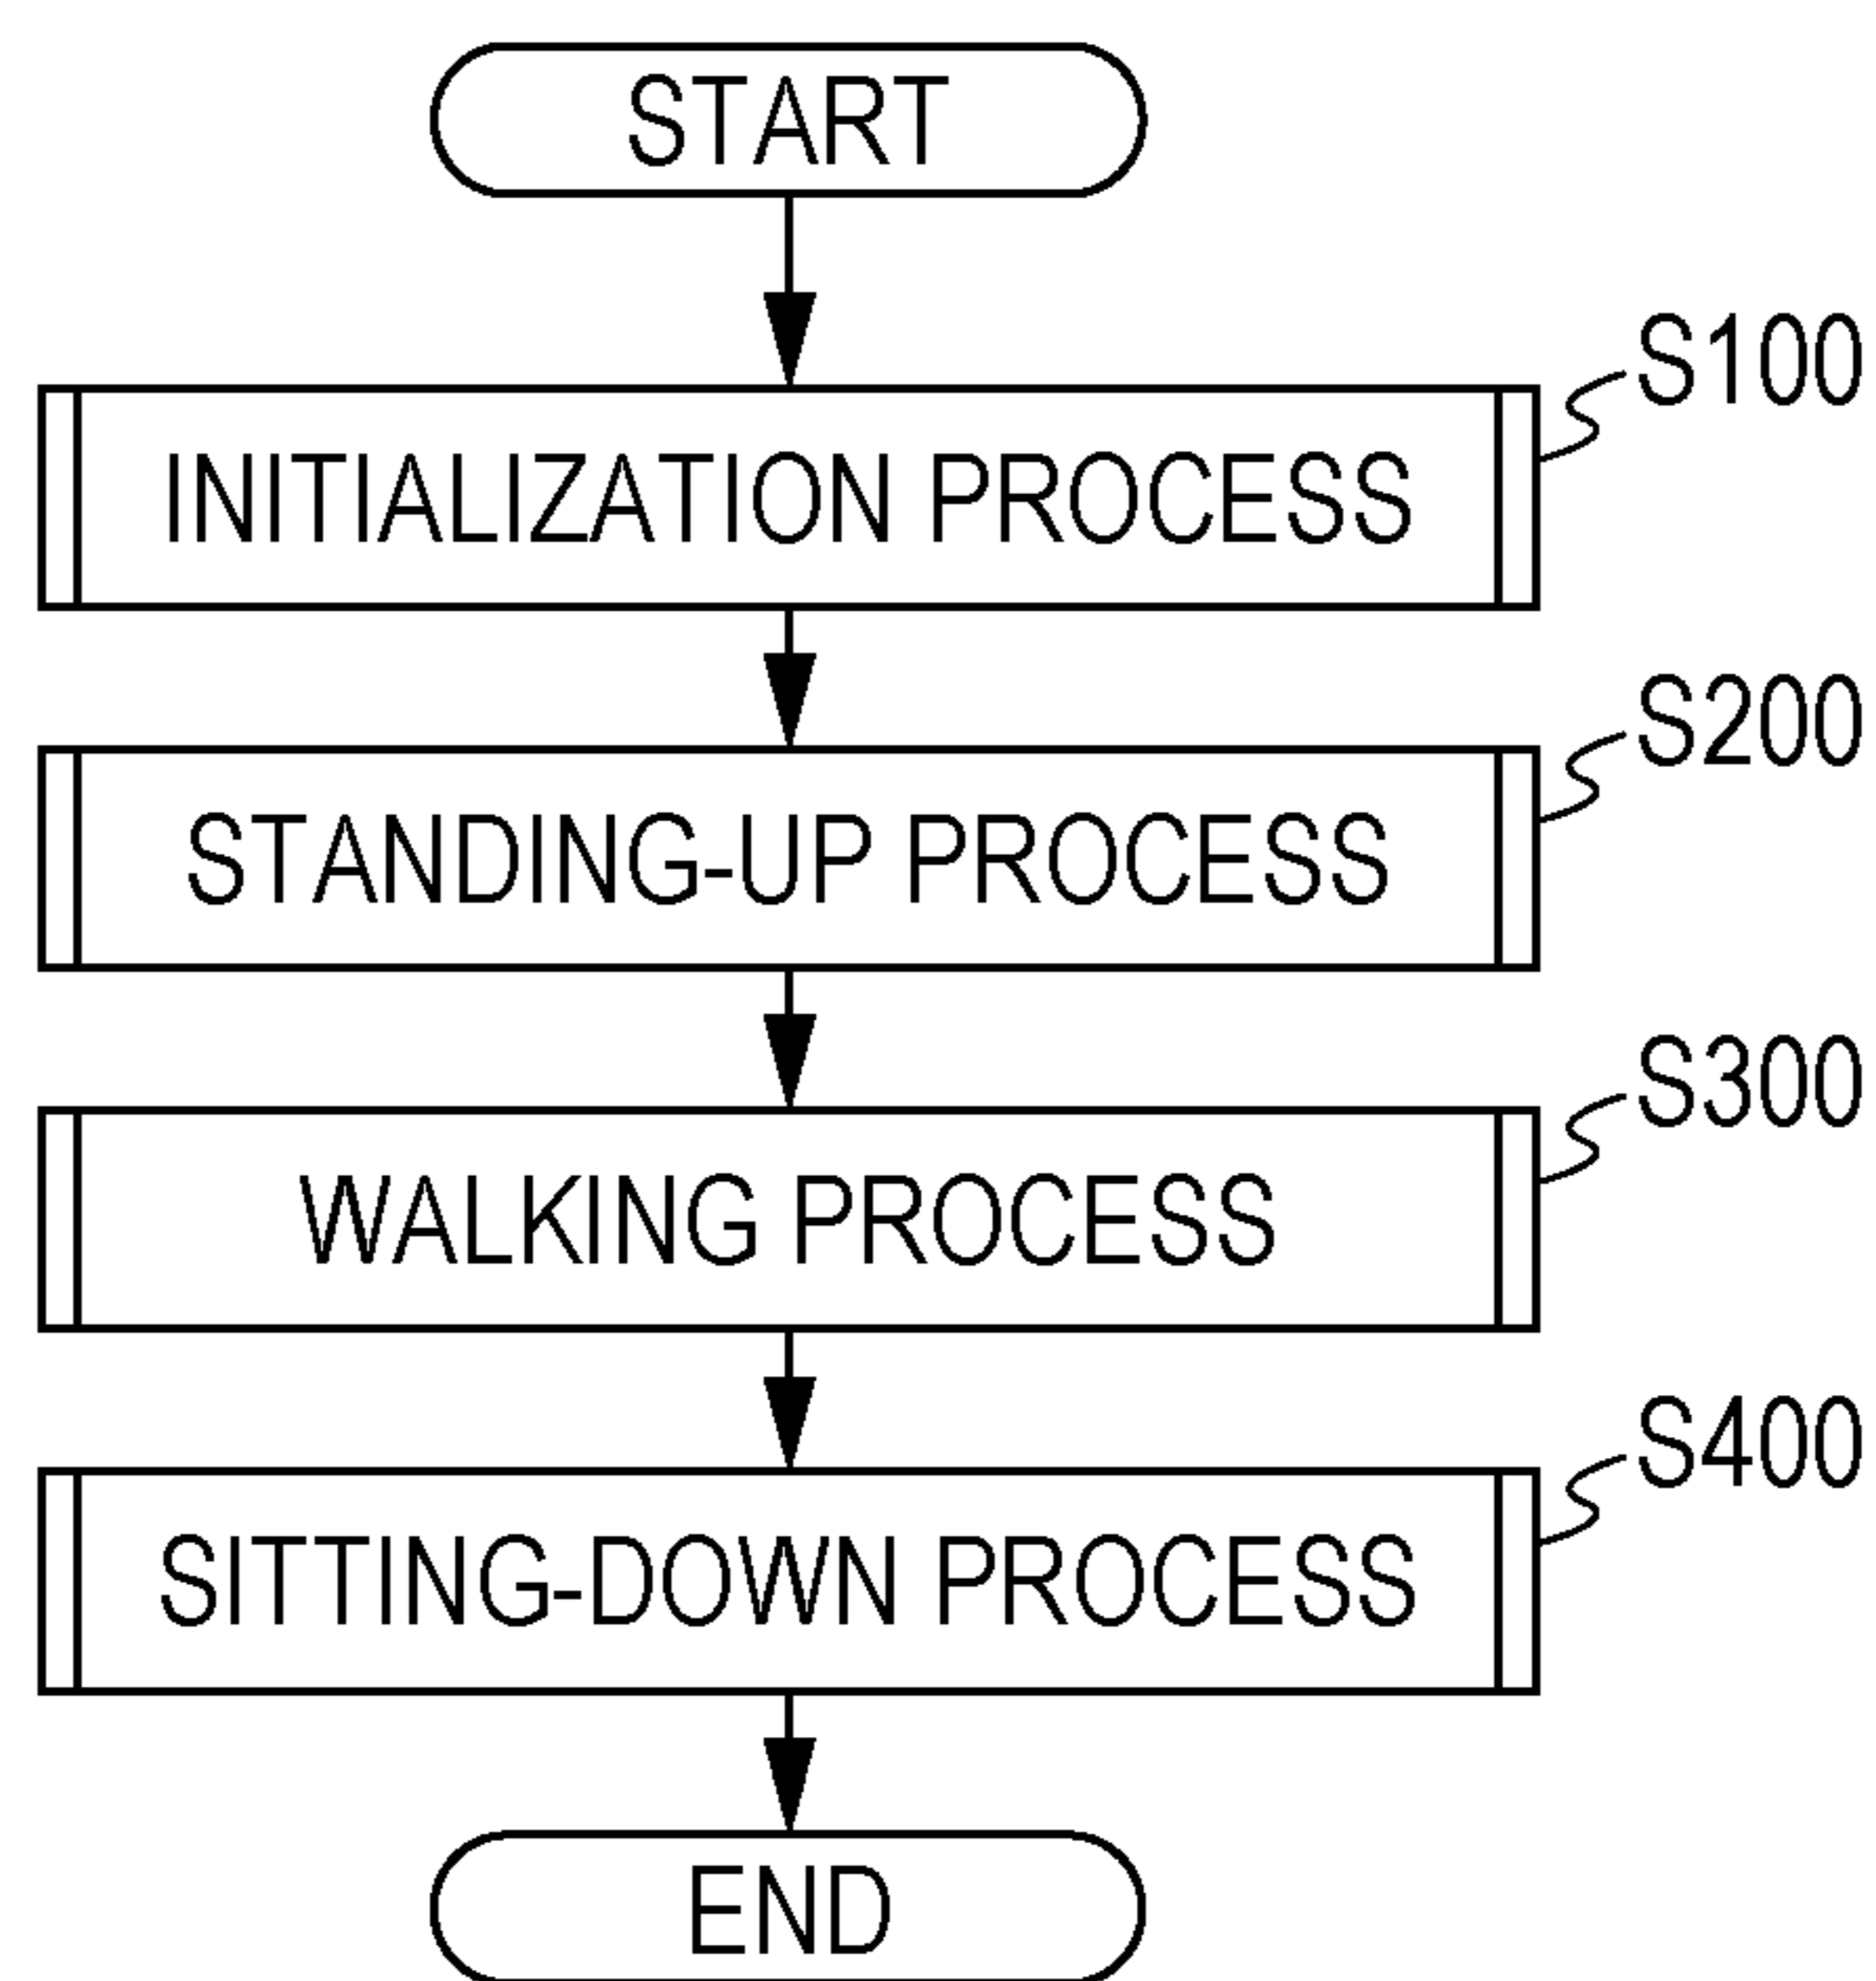 START
S100
INITIALIZATION PROCESS
S200
STANDING-UP PROCESS
S300
WALKING PROCESS
S400
SITTING-DOWN PROCESS
END